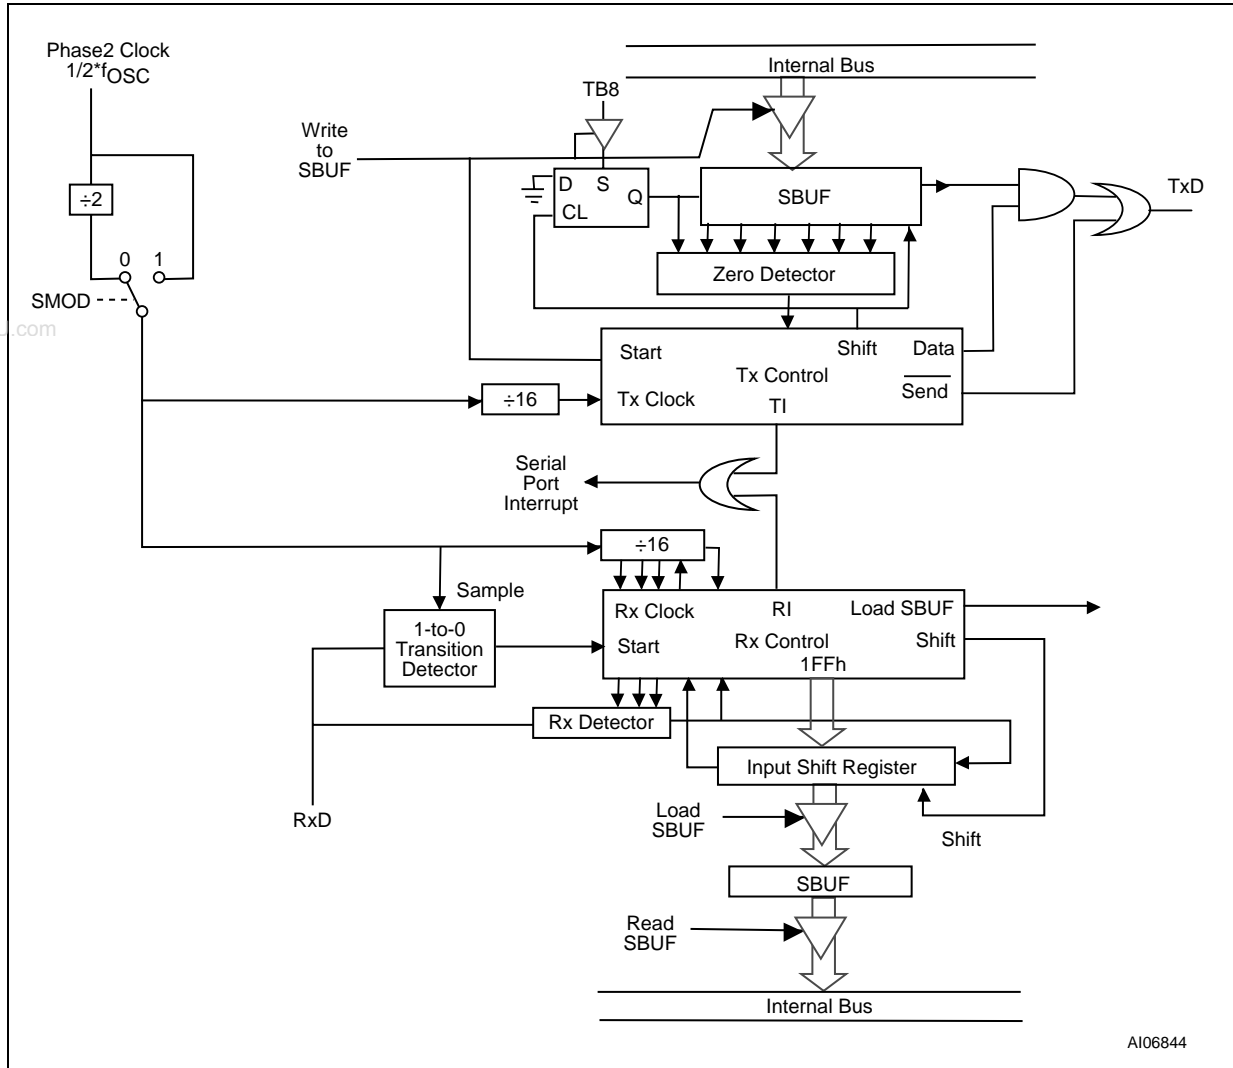 Phase2 Clock
1/2*fOSC
Internal Bus
TB8
Write
to
SBUF
D S
Q
CL
SBUF
TxD
÷2
0 1
Zero Detector
SMOD
u.com
Start
Shift
Data
Tx Control
Send
Tx Clock
TI
÷16
Serial
Port
Interrupt
÷16
Sample
Rx Clock
RI
Load SBUF
1-to-0
Transition
Detector
Start
Rx Control
Shift
1FFh
Rx Detector
Input Shift Register
RxD
Load
SBUF
Shift
SBUF
Read
SBUF
Internal Bus
AI06844